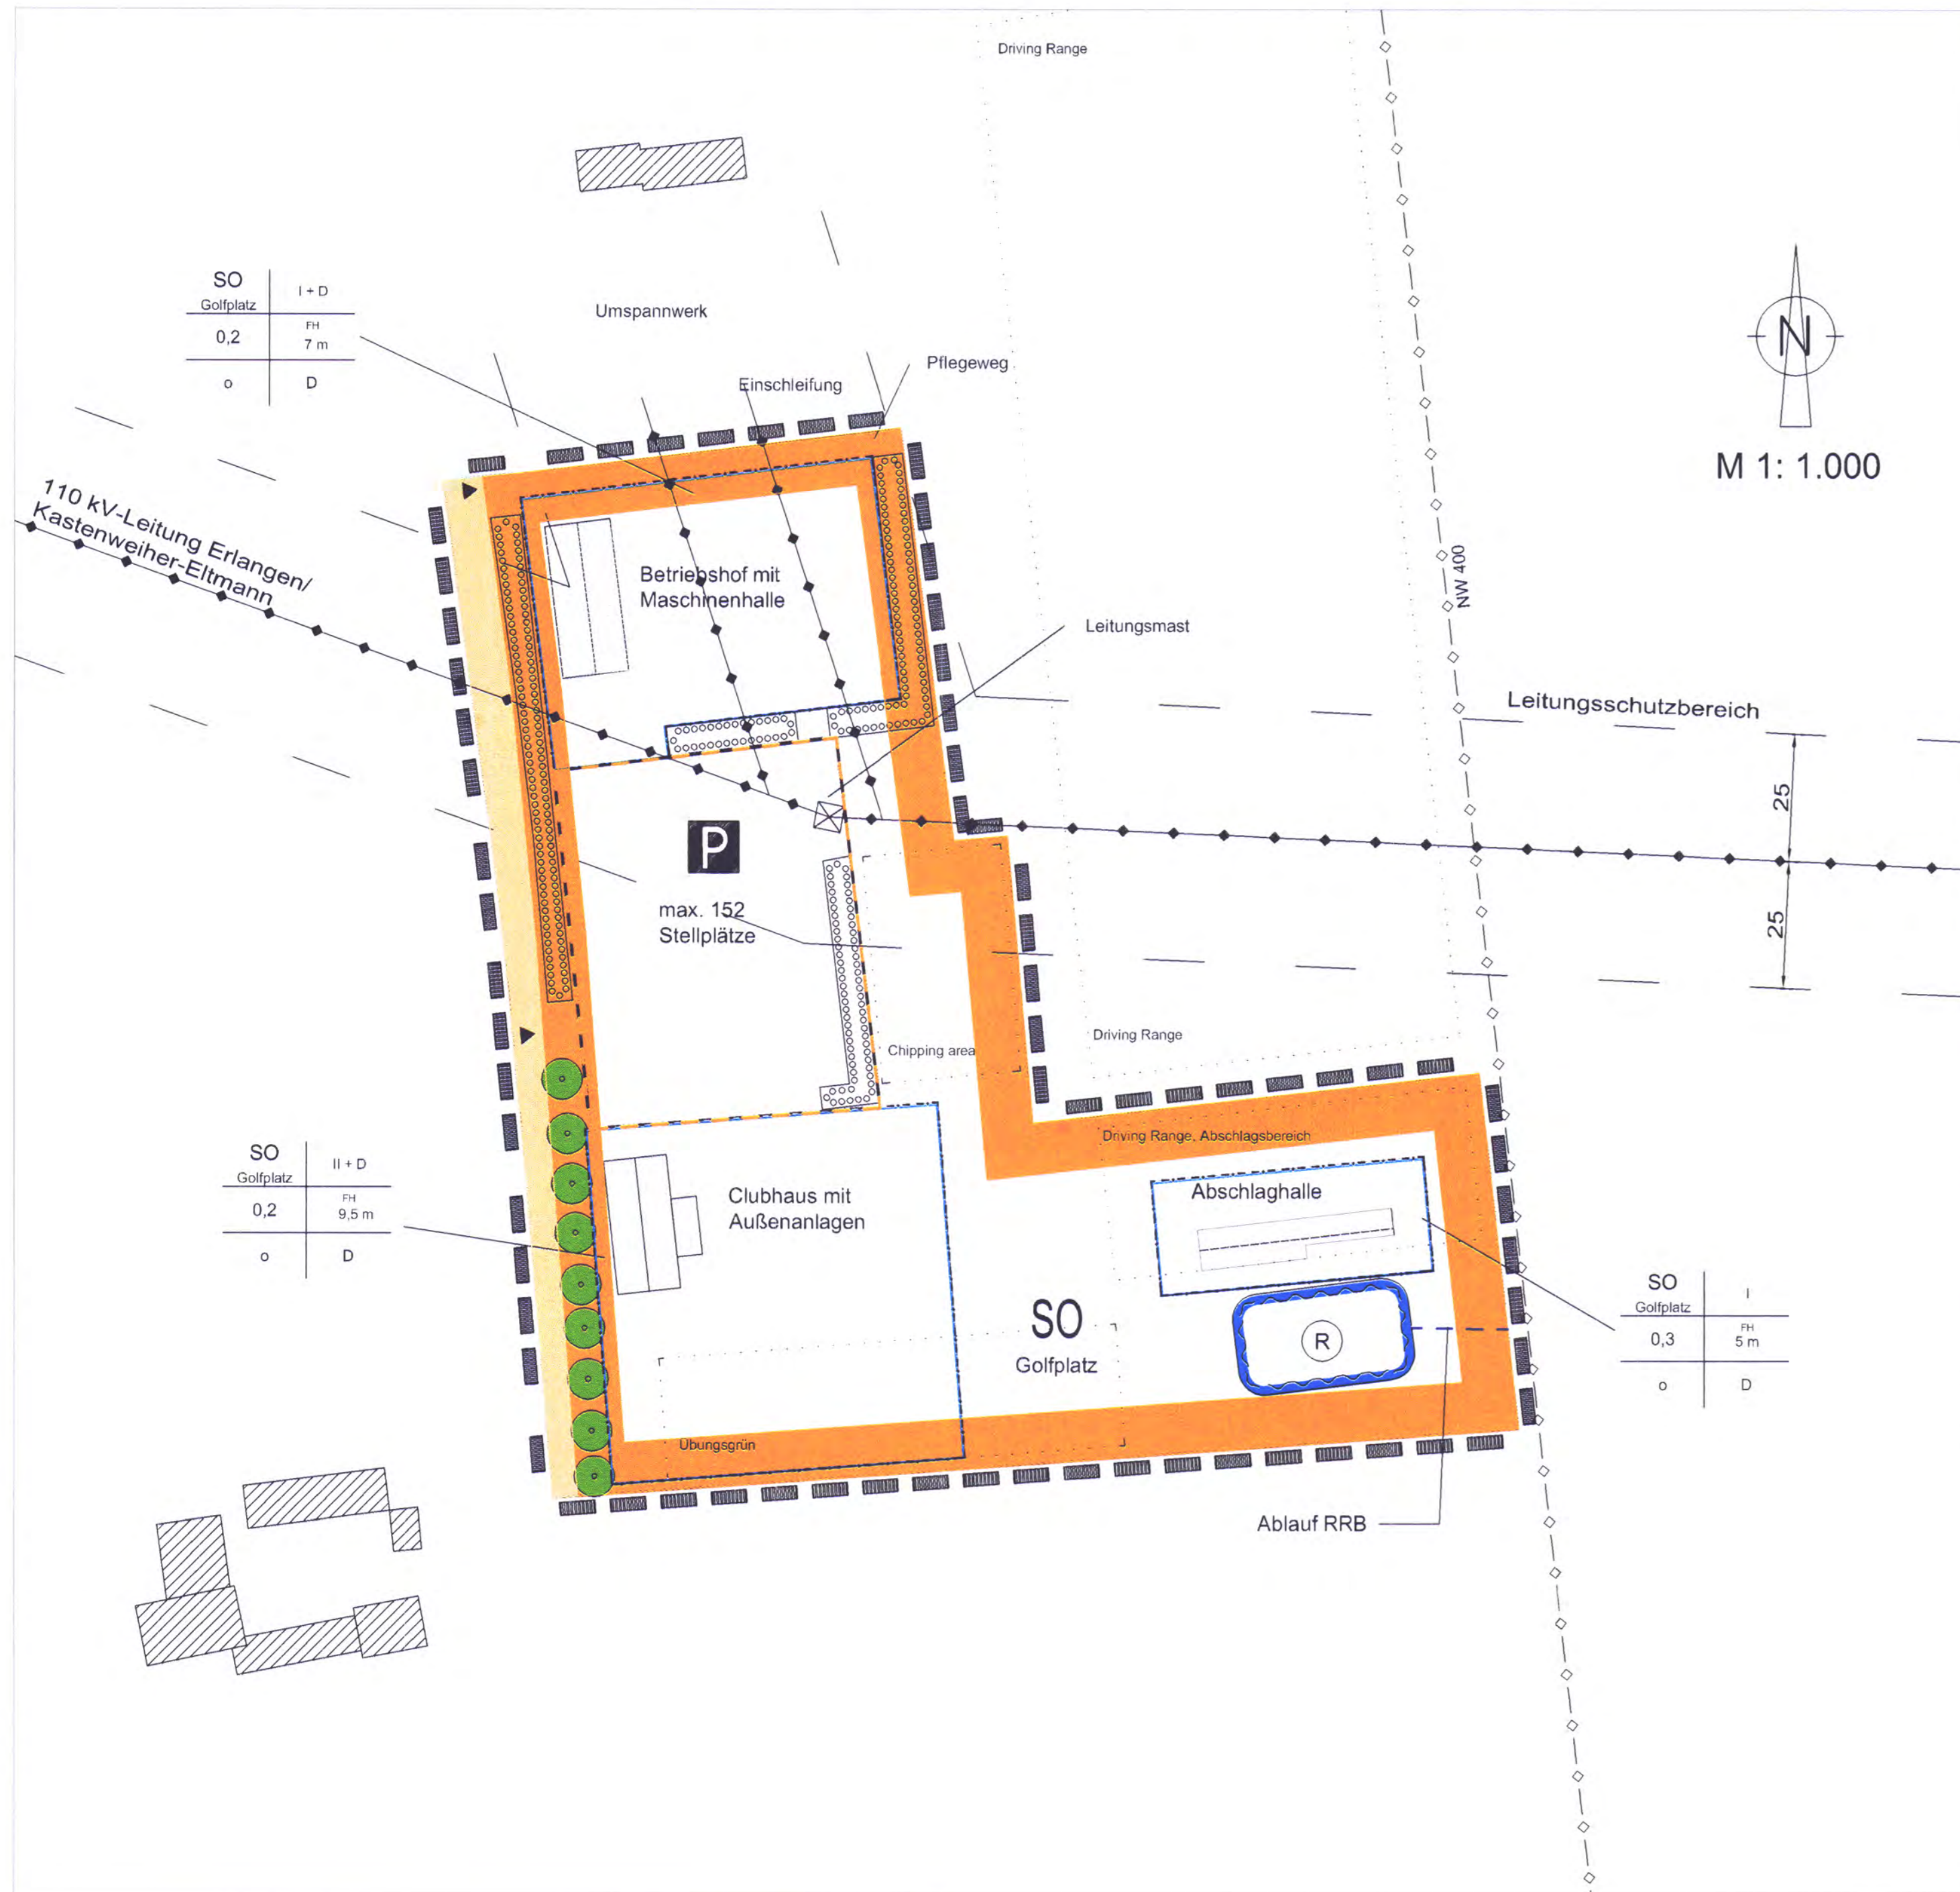 Driving Range
SO
Golfplatz
I + D
0,2
FH
7 m
o
D
Umspannwerk
Einschleifung
Pflegeweg
N
M 1: 1.000
110 kV-Leitung Erlangen/
Kastenweiher-Eltmann
Betriebshof mit
Maschinenhalle
NW 400
Leitungsmast
Leitungsschutzbereich
25
25
P
max. 152
Stellplätze
Chipping area
Driving Range
Driving Range, Abschlagsbereich
SO
Golfplatz
II + D
0,2
FH
9,5 m
o
D
Clubhaus mit
Außenanlagen
Abschlaghalle
SO
Golfplatz
R
SO
Golfplatz
I
0,3
FH
5 m
o
D
Übungsgrün
Ablauf RRB